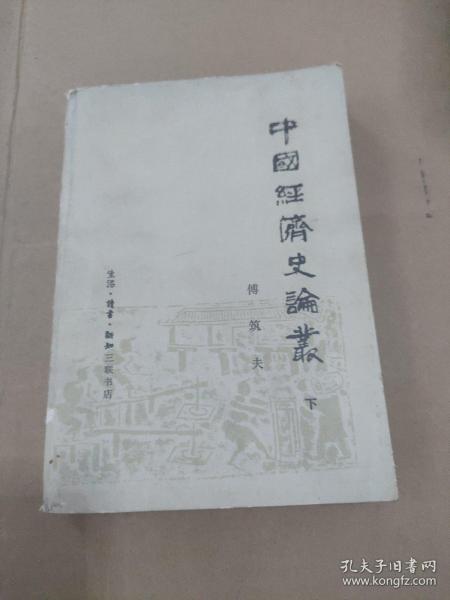 中國經濟史論叢
下
傅筑夫
生活·讀書·新知三联书店
孔夫子旧书网
www.kongfz.com